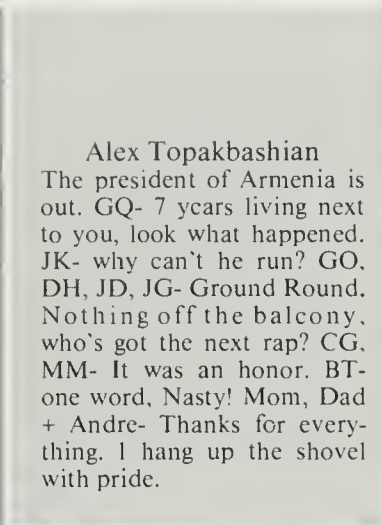 Alex Topakbashian
The president of Armenia is
out. GQ- 7 years living next
to you, look what happened.
JK- why can't he run? GO,
DH, JD, JG- Ground Round.
Nothing off the balcony,
who's got the next rap? CG,
MM- It was an honor. BT-
one word, Nasty! Mom, Dad
+ Andre- Thanks for every-
thing. I hang up the shovel
with pride.